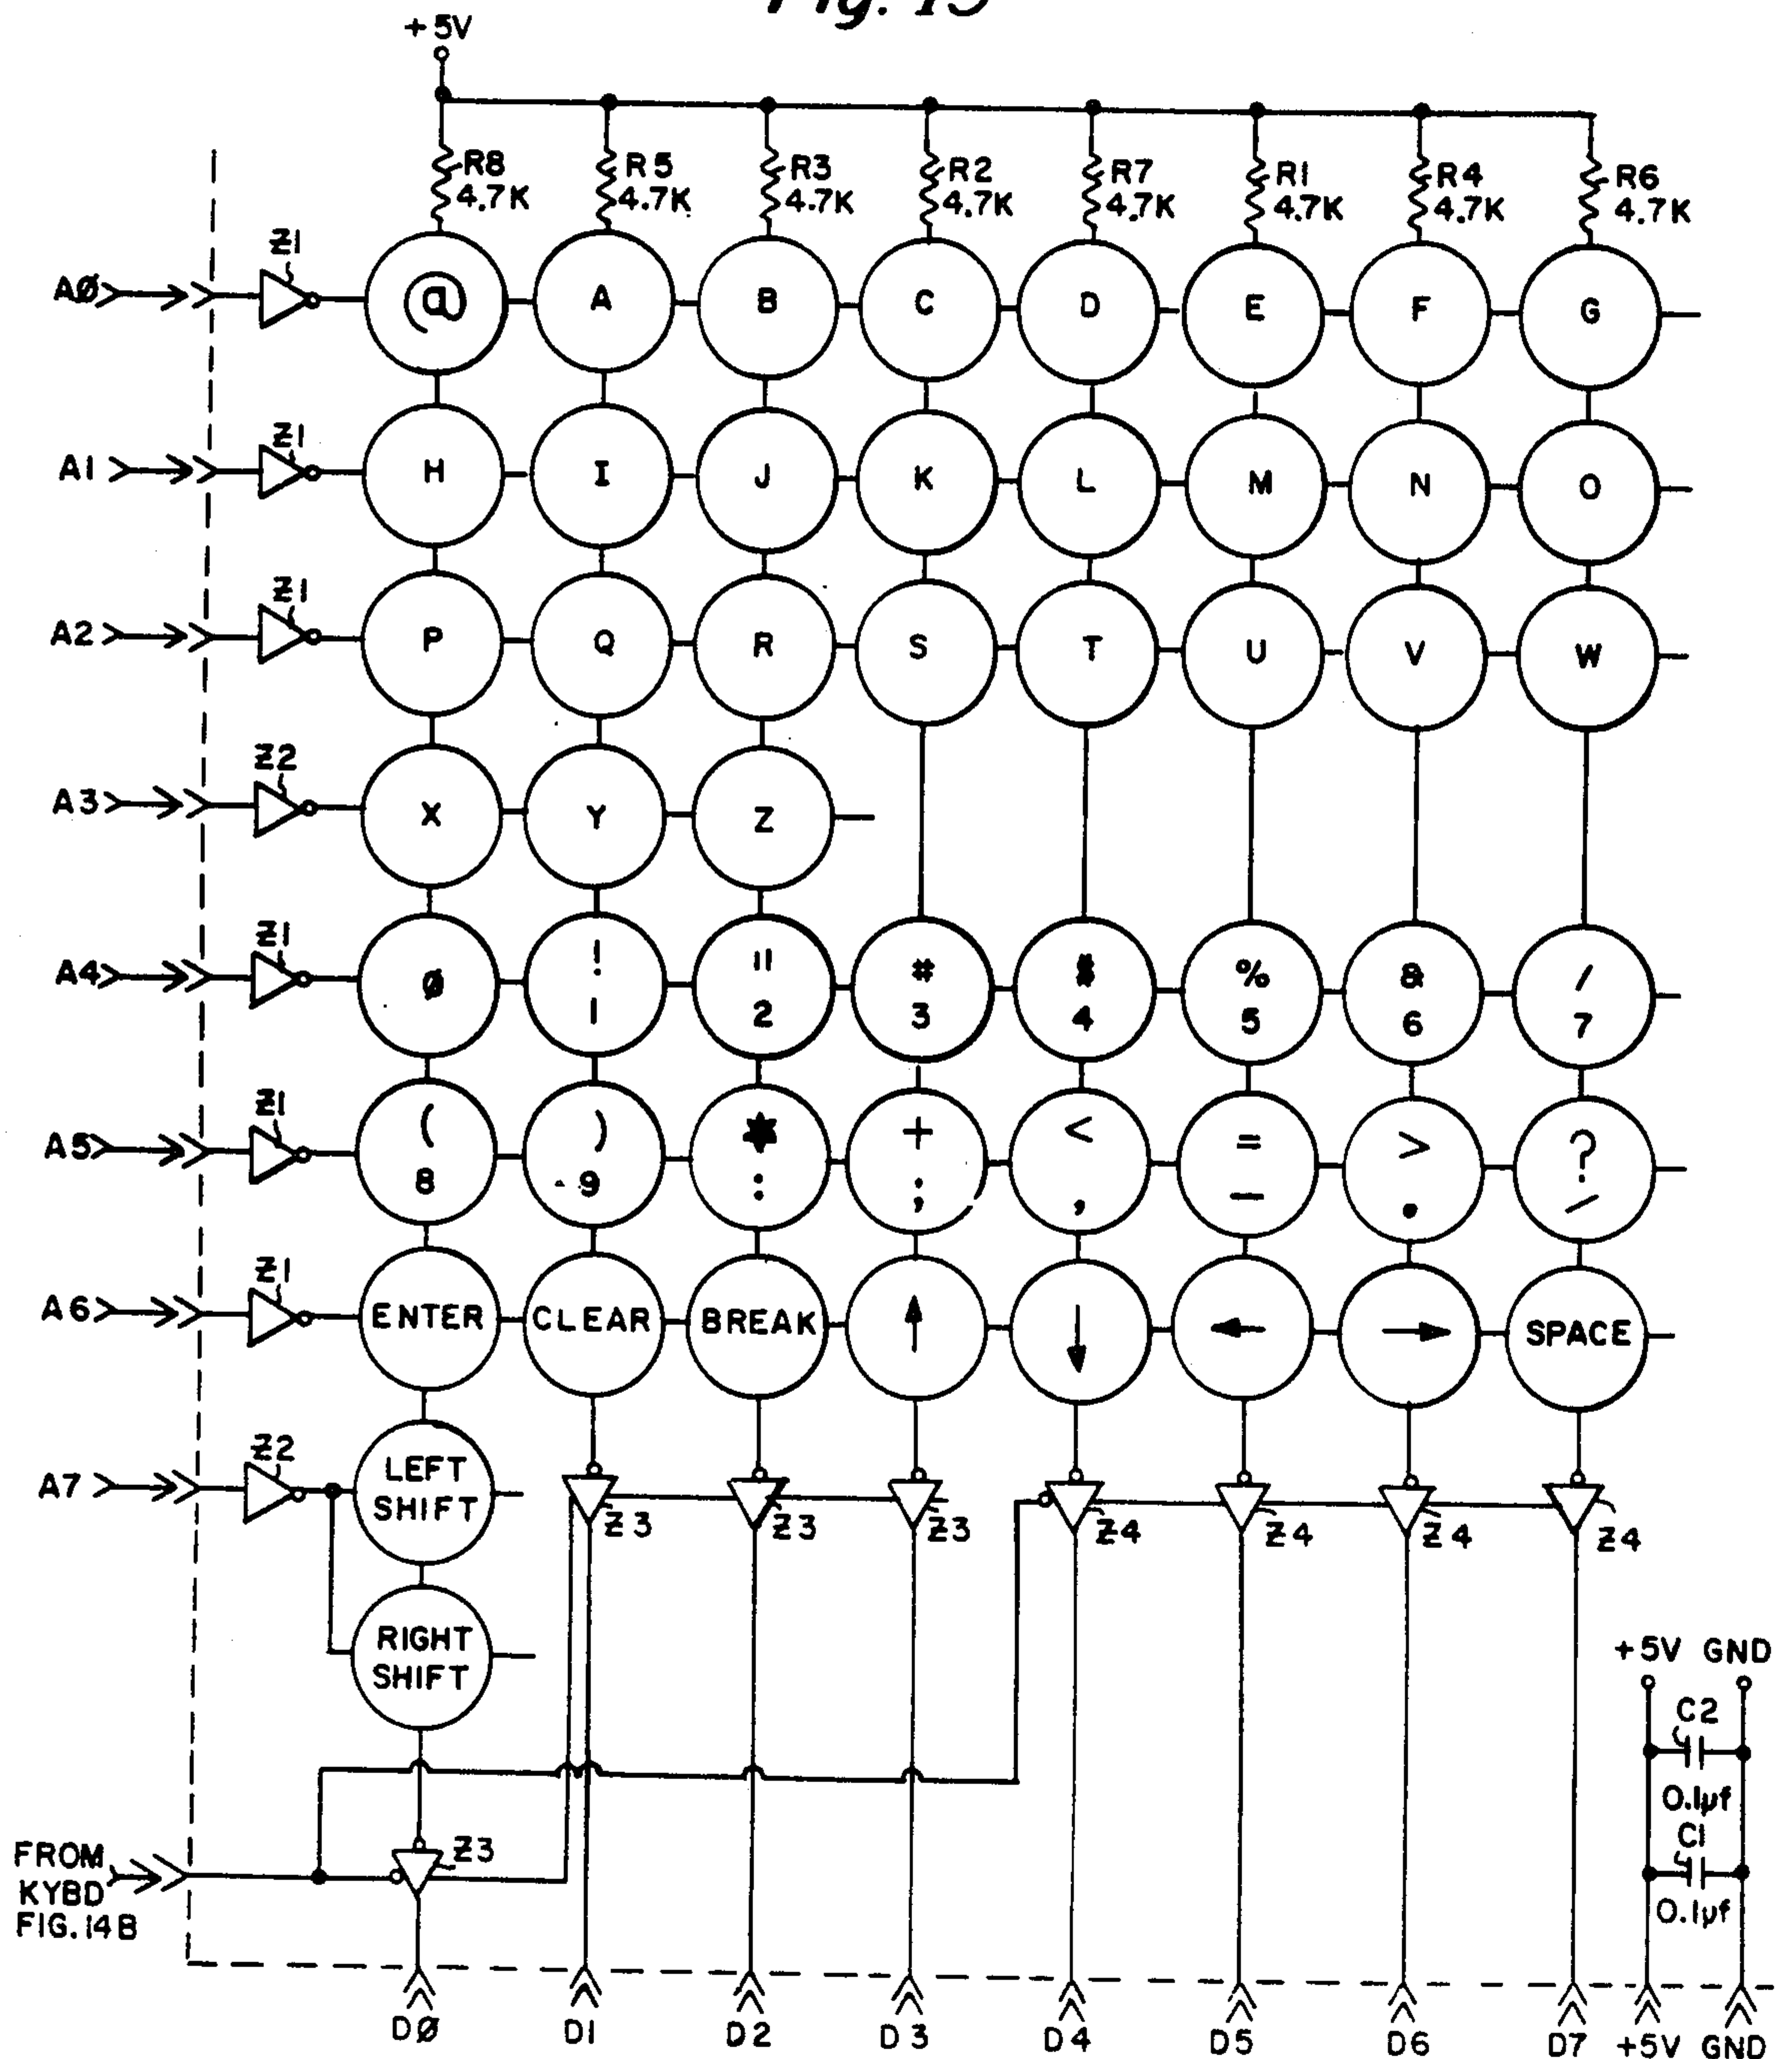 Fig. 15
+5V
R8 R5 R3 R2 R7 R1 R4 R6
4.7K 4.7K 4.7K 4.7K 4.7K 4.7K 4.7K 4.7K
Z1
AØ @ A B C D E F G
Z1
A1 H I J K L M N O
Z1
A2 P Q R S T U V W
Z2
A3 X Y Z
Z1
! " # $ % & /
A4 Ø 1 2 3 4 5 6 7
Z1
( ) * + < = > ?
A5 8 9 : ; , – . /
Z1
A6 ENTER CLEAR BREAK ↑ ↓ ← → SPACE
Z2
A7 LEFT SHIFT
Z3 Z3 Z3 Z4 Z4 Z4 Z4
RIGHT SHIFT
+5V GND
C2
0.1µf
C1
0.1µf
Z3
FROM
KYBD
FIG.14B
DØ D1 D2 D3 D4 D5 D6 D7 +5V GND